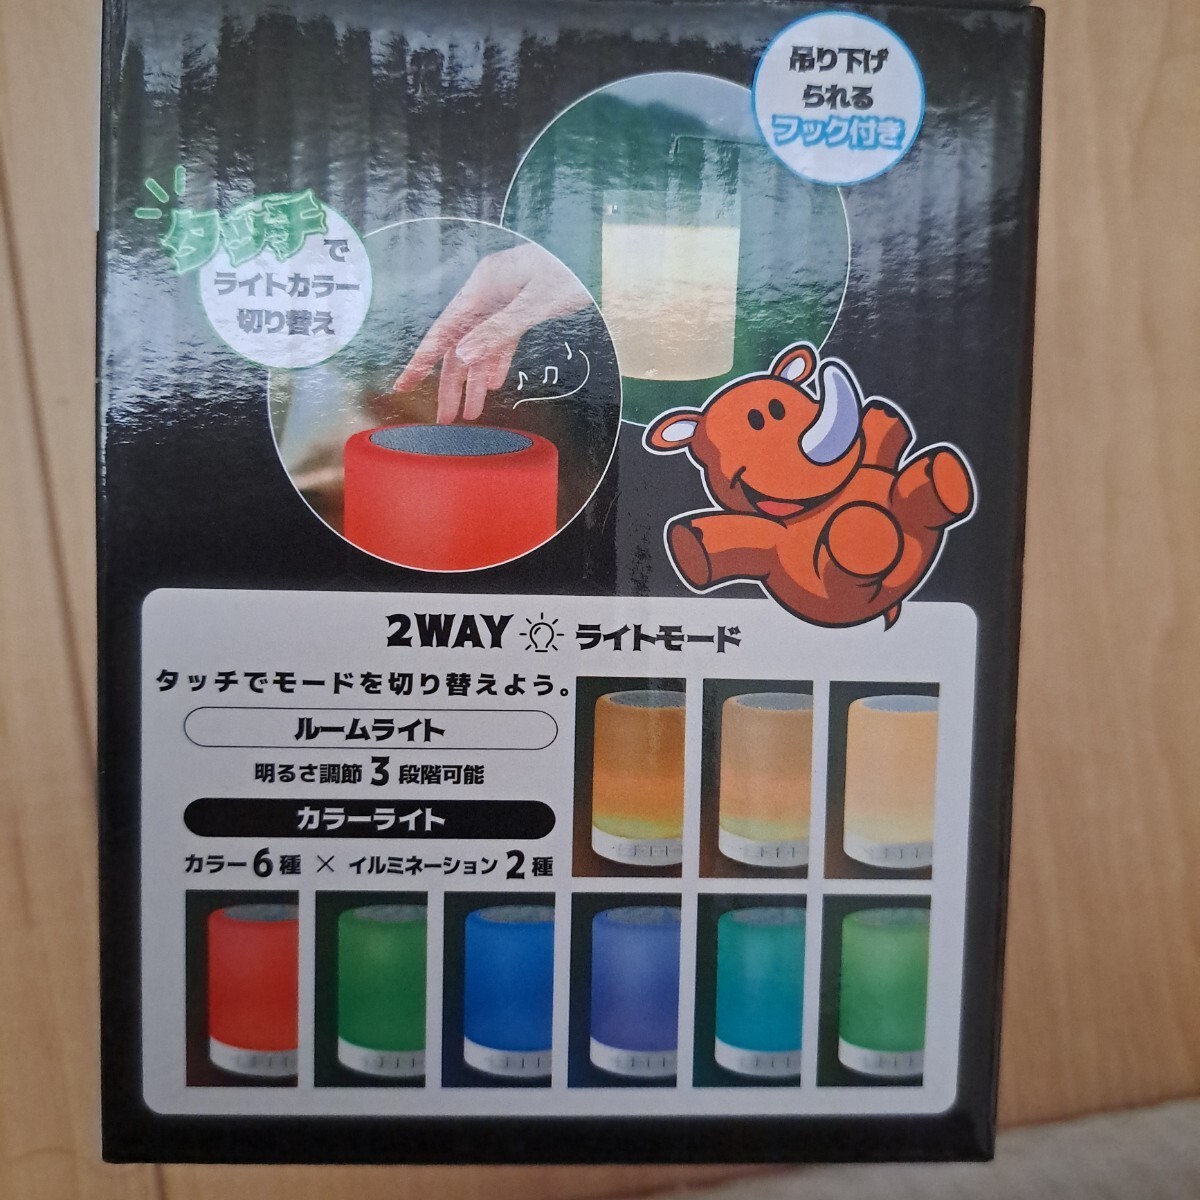 吊り下げ
られる
フック付き
タッチで
ライトカラー
切り替え
2WAY ライトモード
タッチでモードを切り替えよう。
ルームライト
明るさ調節3段階可能
カラーライト
カラー6種×イルミネーション2種